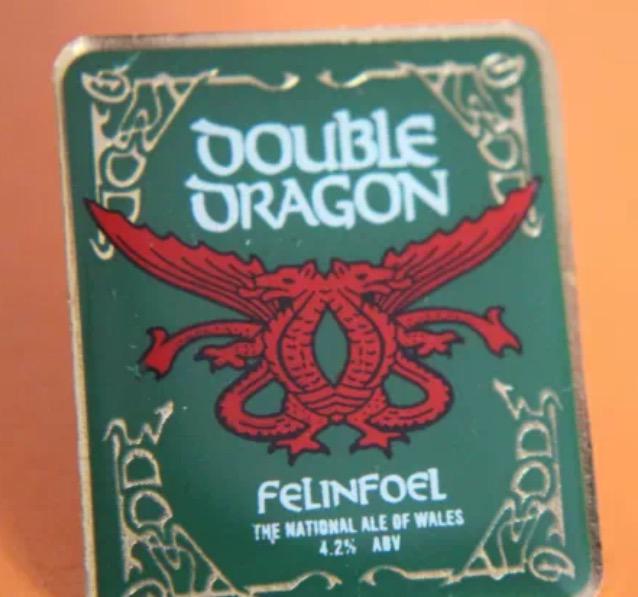 DOUBLE
DRAGON
FELINFOEL
THE NATIONAL ALE OF WALES
4.2% ABV